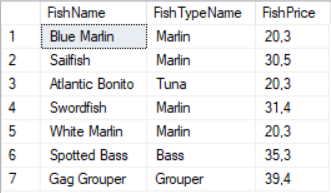 FishName FishTypeName FishPrice
1 Blue Marlin Marlin 20,3
2 Sailfish Marlin 30,5
3 Atlantic Bonito Tuna 20,3
4 Swordfish Marlin 31,4
5 White Marlin Marlin 20,3
6 Spotted Bass Bass 35,3
7 Gag Grouper Grouper 39,4